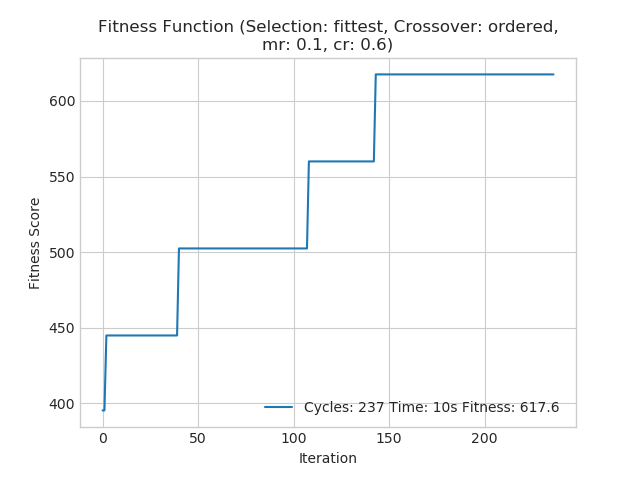 Fitness Function (Selection: fittest, Crossover: ordered,
mr: 0.1, cr: 0.6)
Fitness Score
600
550
500
450
400
Cycles: 237 Time: 10s Fitness: 617.6
0 50 100 150 200
Iteration